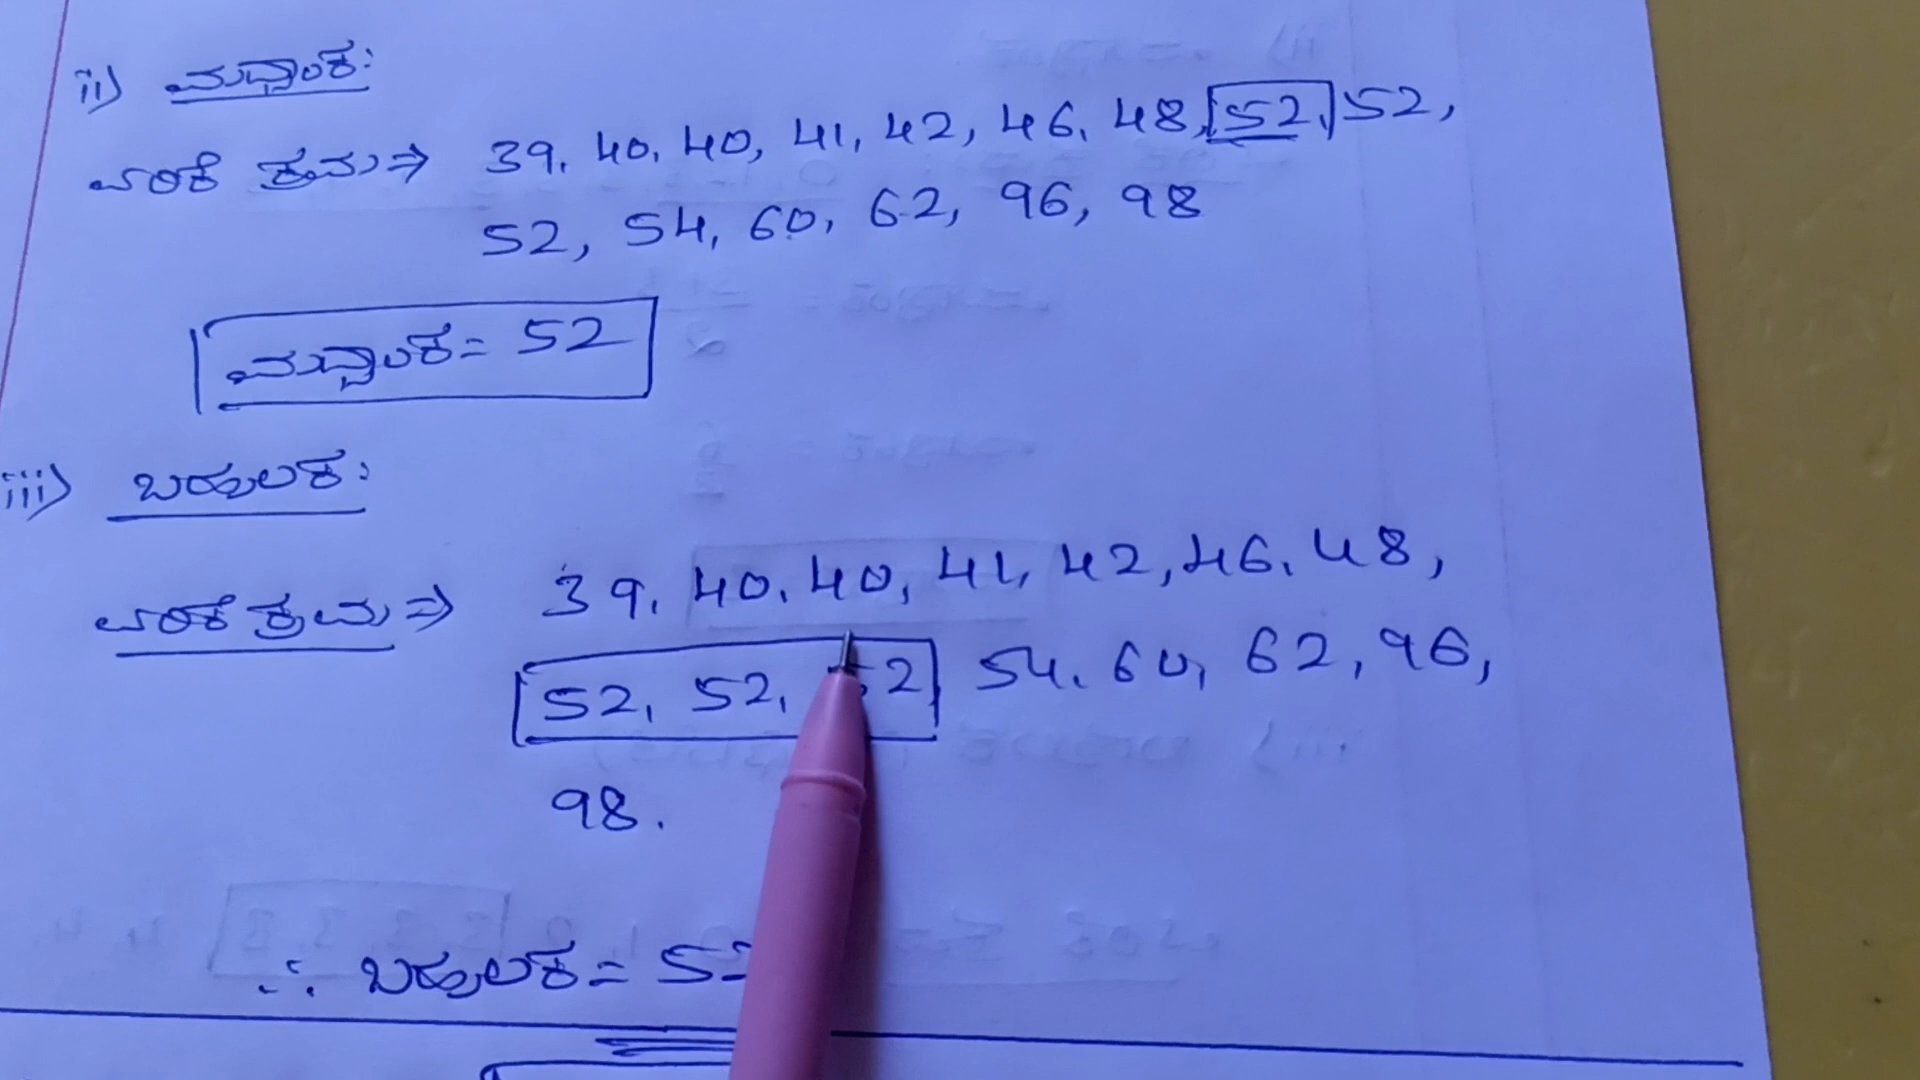 ii) ಮಧ್ಯಾಂಕ:
ಏರಿಕೆ ಕ್ರಮ ⇒ 39, 40, 40, 41, 42, 46, 48, 52, 52,
52, 54, 60, 62, 96, 98
ಮಧ್ಯಾಂಕ = 52
iii) ಬಹುಲಕ:
ಏರಿಕೆ ಕ್ರಮ ⇒ 39, 40, 40, 41, 42, 46, 48,
52, 52, 52, 54, 60, 62, 96,
98.
∴ ಬಹುಲಕ = 52